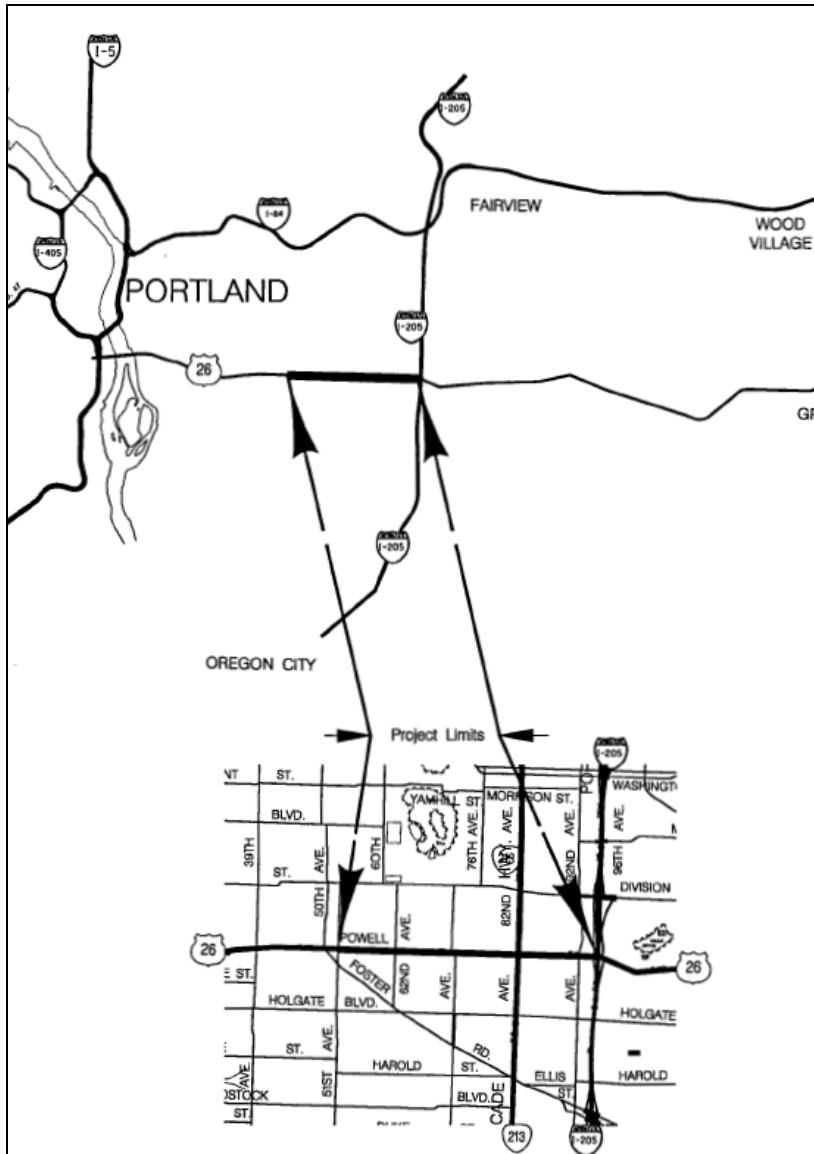 I-5
I-205
I-84
FAIRVIEW
WOOD
VILLAGE
I-405
PORTLAND
I-205
26
I-205
OREGON CITY
Project Limits
I-205
ST.
YAMHILL ST.
MORRISON ST.
BLVD.
39TH
50TH
AVE.
60TH
76TH AVE.
82ND
AVE.
HWY.
96TH
AVE.
DIVISION
ST.
POWELL
26
26
FOSTER
RD.
62ND
AVE.
AVE.
AVE.
AVE.
ST.
HOLGATE BLVD.
HOLGATE
ST.
HAROLD ST.
ELLIS
ST.
HAROLD
51ST
AVE.
AVE.
BLVD.
ST.
213
I-205